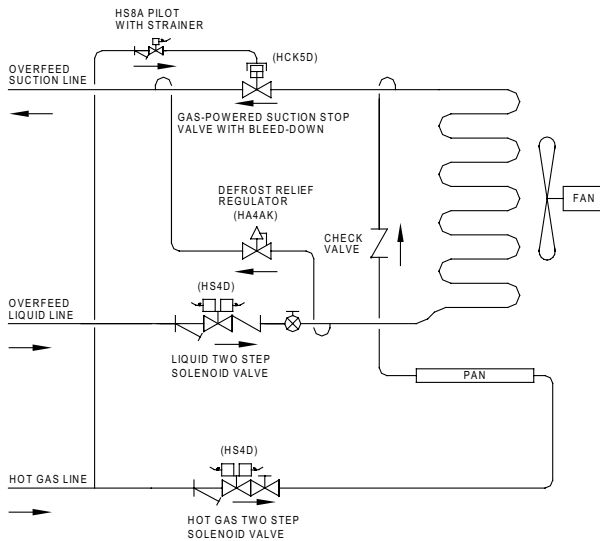 HS8A PILOT
WITH STRAINER
(HCK5D)
OVERFEED
SUCTION LINE
GAS-POWERED SUCTION STOP
VALVE WITH BLEED-DOWN
DEFROST RELIEF
REGULATOR
(HA4AK)
FAN
CHECK
VALVE
(HS4D)
OVERFEED
LIQUID LINE
LIQUID TWO STEP
SOLENOID VALVE
PAN
(HS4D)
HOT GAS LINE
HOT GAS TWO STEP
SOLENOID VALVE